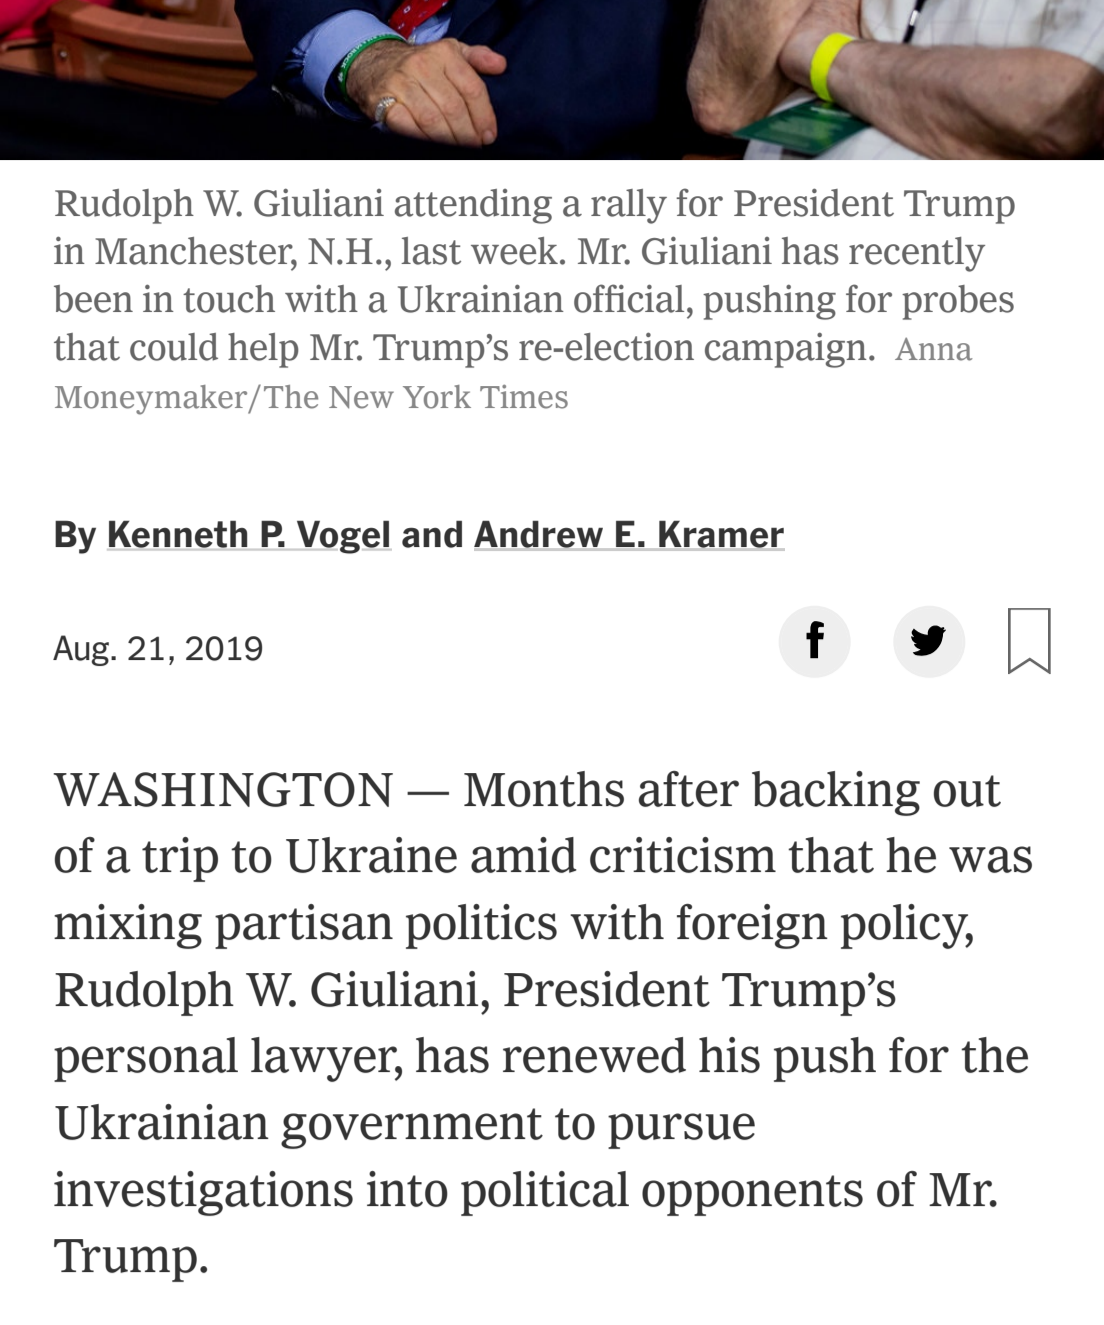 Rudolph W. Giuliani attending a rally for President Trump
in Manchester, N.H., last week. Mr. Giuliani has recently
been in touch with a Ukrainian official, pushing for probes
that could help Mr. Trump’s re-election campaign. Anna
Moneymaker/The New York Times
By Kenneth P. Vogel and Andrew E. Kramer
Aug. 21, 2019
WASHINGTON — Months after backing out
of a trip to Ukraine amid criticism that he was
mixing partisan politics with foreign policy,
Rudolph W. Giuliani, President Trump’s
personal lawyer, has renewed his push for the
Ukrainian government to pursue
investigations into political opponents of Mr.
Trump.